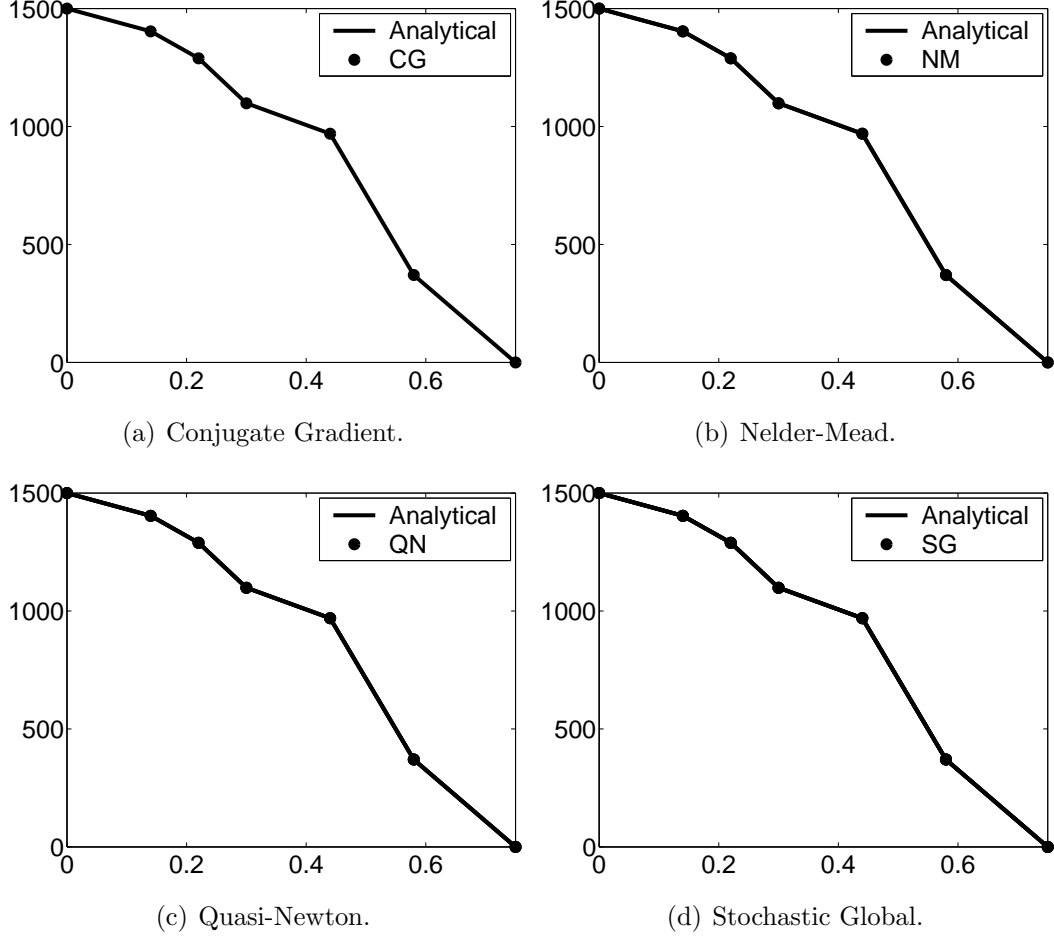 1500
1000
500
0
0 0.2 0.4 0.6
Analytical
CG
(a) Conjugate Gradient.
1500
1000
500
0
0 0.2 0.4 0.6
Analytical
NM
(b) Nelder-Mead.
1500
1000
500
0
0 0.2 0.4 0.6
Analytical
QN
(c) Quasi-Newton.
1500
1000
500
0
0 0.2 0.4 0.6
Analytical
SG
(d) Stochastic Global.